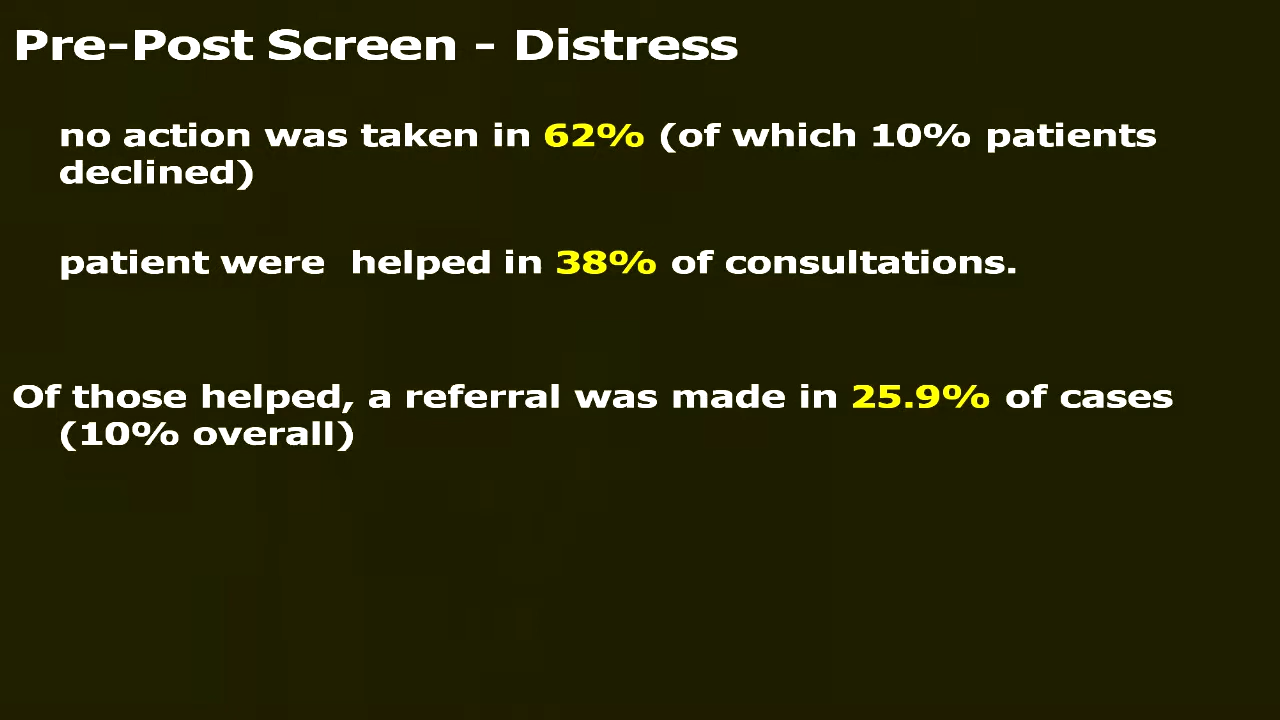 Pre-Post Screen - Distress
no action was taken in 62% (of which 10% patients
declined)
patient were  helped in 38% of consultations.
Of those helped, a referral was made in 25.9% of cases
(10% overall)